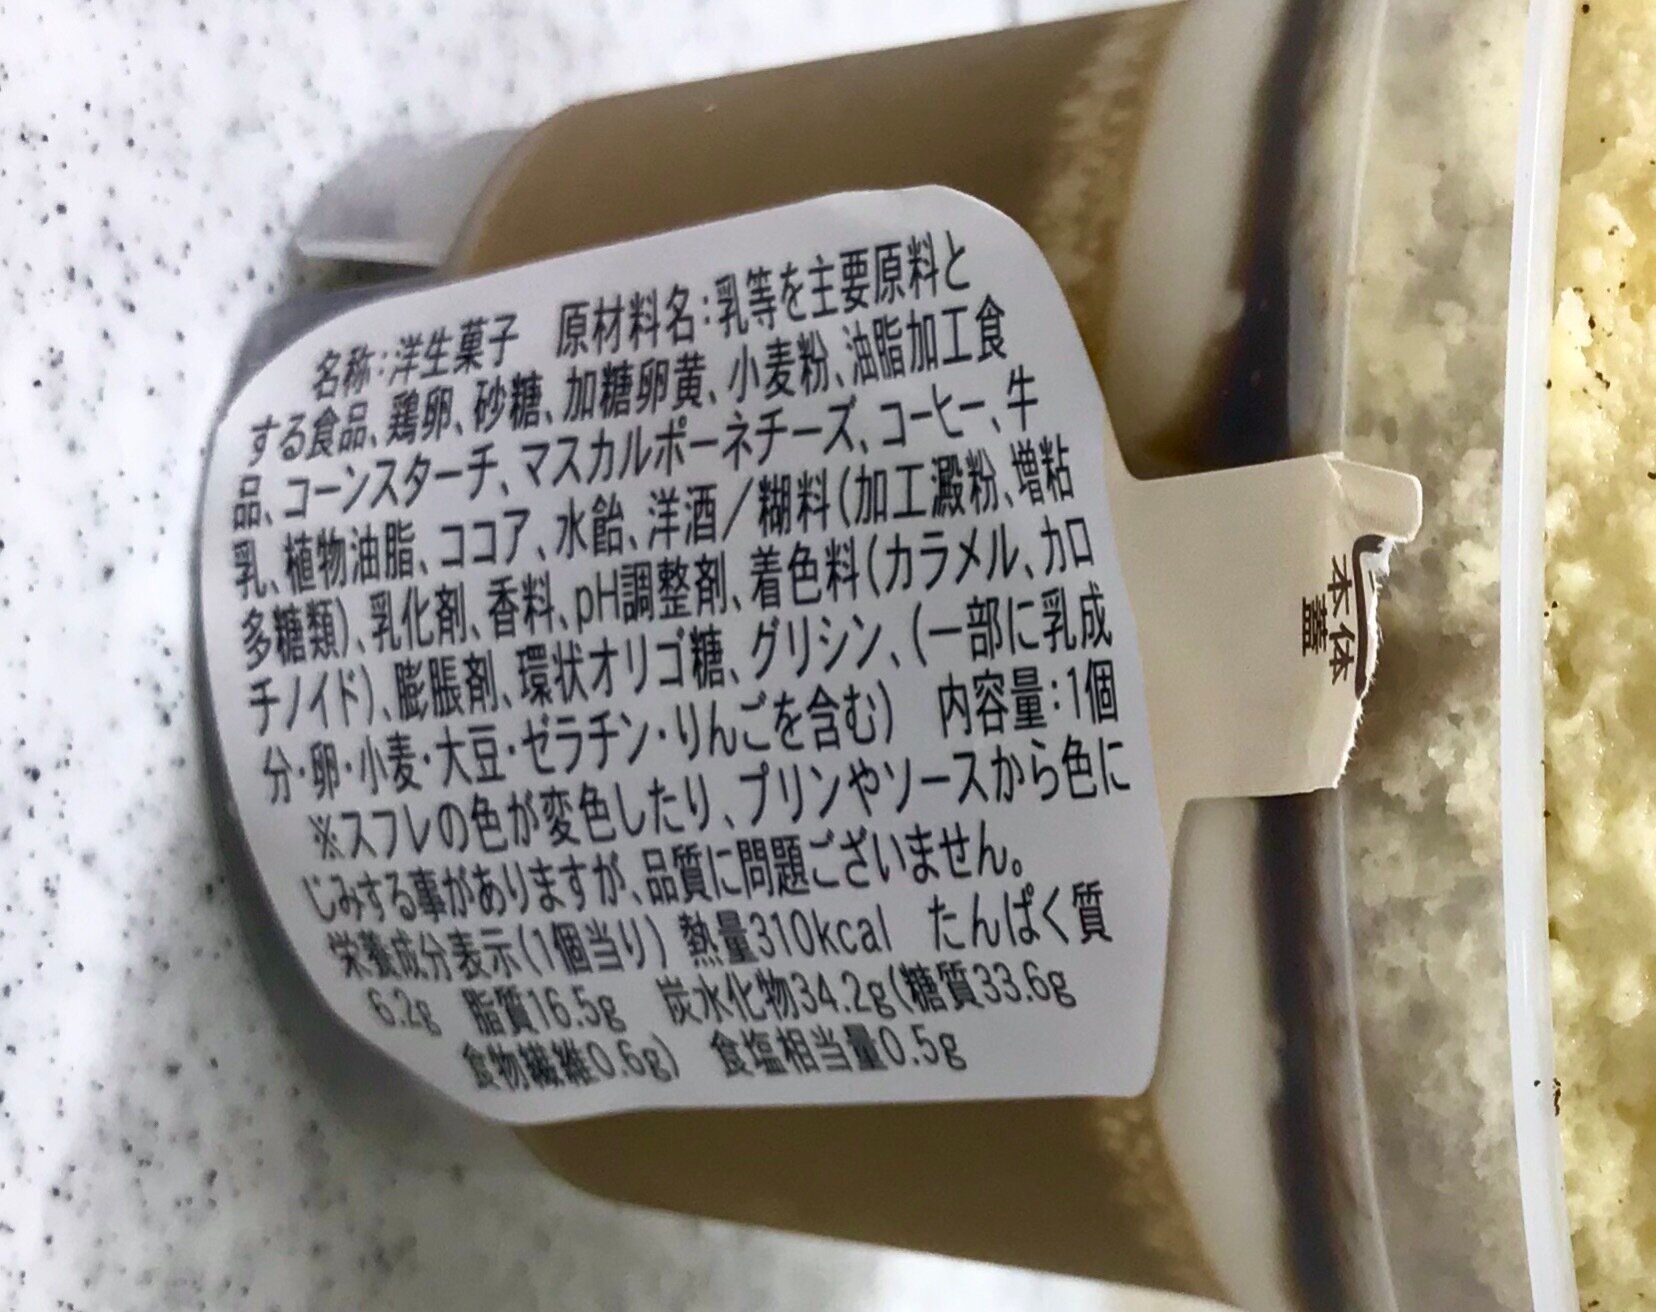 名称:洋生菓子　原材料名:乳等を主要原料と
する食品、鶏卵、砂糖、加糖卵黄、小麦粉、油脂加工食
品、コーンスターチ、マスカルポーネチーズ、コーヒー、牛
乳、植物油脂、ココア、水飴、洋酒/糊料(加工澱粉、増粘
多糖類)、乳化剤、香料、pH調整剤、着色料(カラメル、カロ
チノイド)、膨脹剤、環状オリゴ糖、グリシン、(一部に乳成
分・卵・小麦・大豆・ゼラチン・りんごを含む)　内容量:1個
※スフレの色が変色したり、プリンやソースから色に
じみする事がありますが、品質に問題ございません。
栄養成分表示(1個当り) 熱量310kcal　たんぱく質
6.2g　脂質16.5g　炭水化物34.2g(糖質33.6g
食物繊維0.6g)　食塩相当量0.5g
本体
蓋